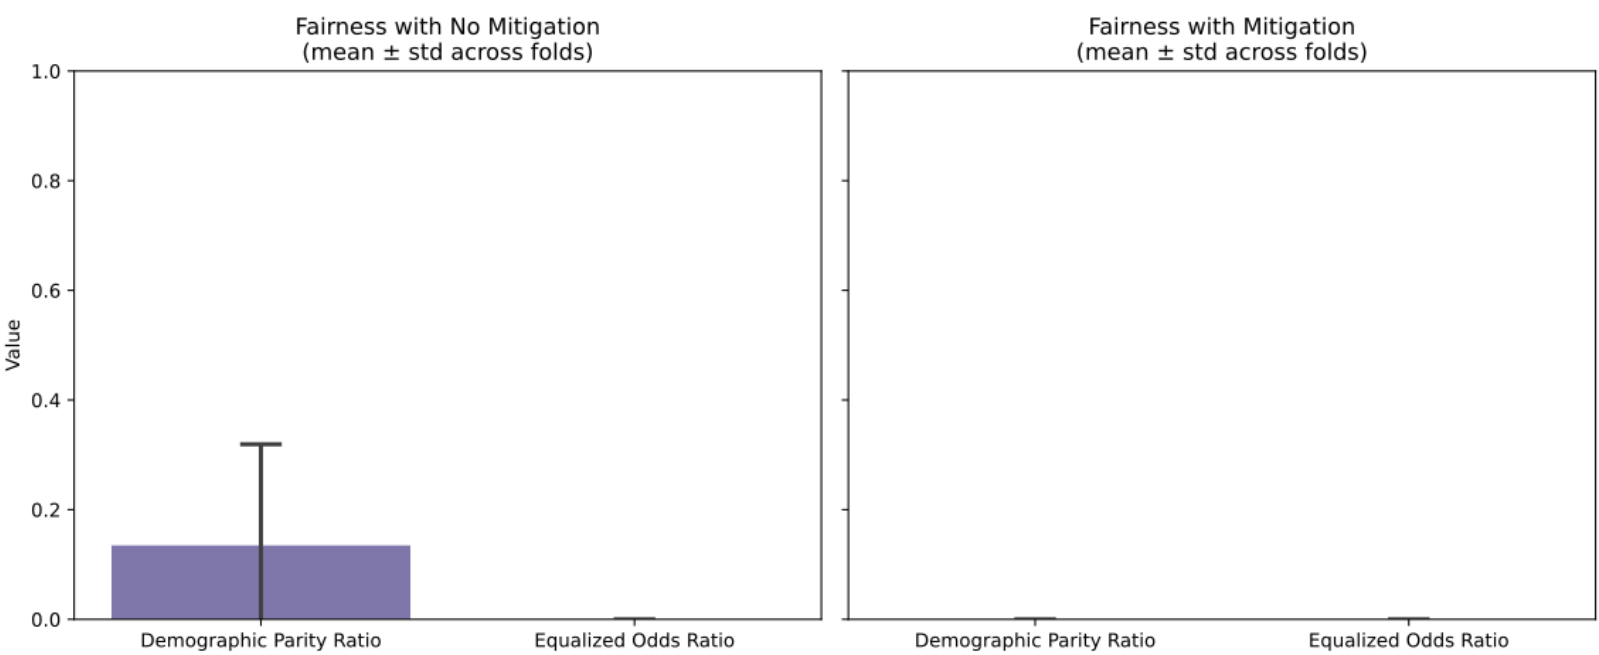 Fairness with No Mitigation
(mean ± std across folds)
Fairness with Mitigation
(mean ± std across folds)
Value
1.0
0.8
0.6
0.4
0.2
0.0
Demographic Parity Ratio
Equalized Odds Ratio
Demographic Parity Ratio
Equalized Odds Ratio